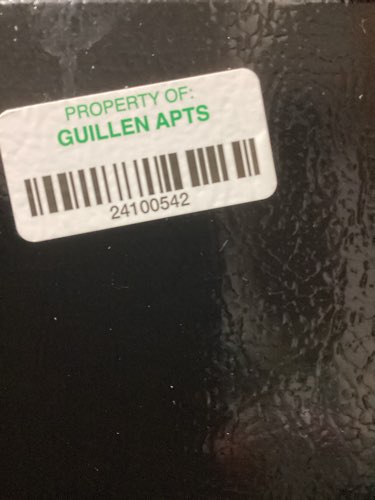 PROPERTY OF:
GUILLEN APTS
24100542